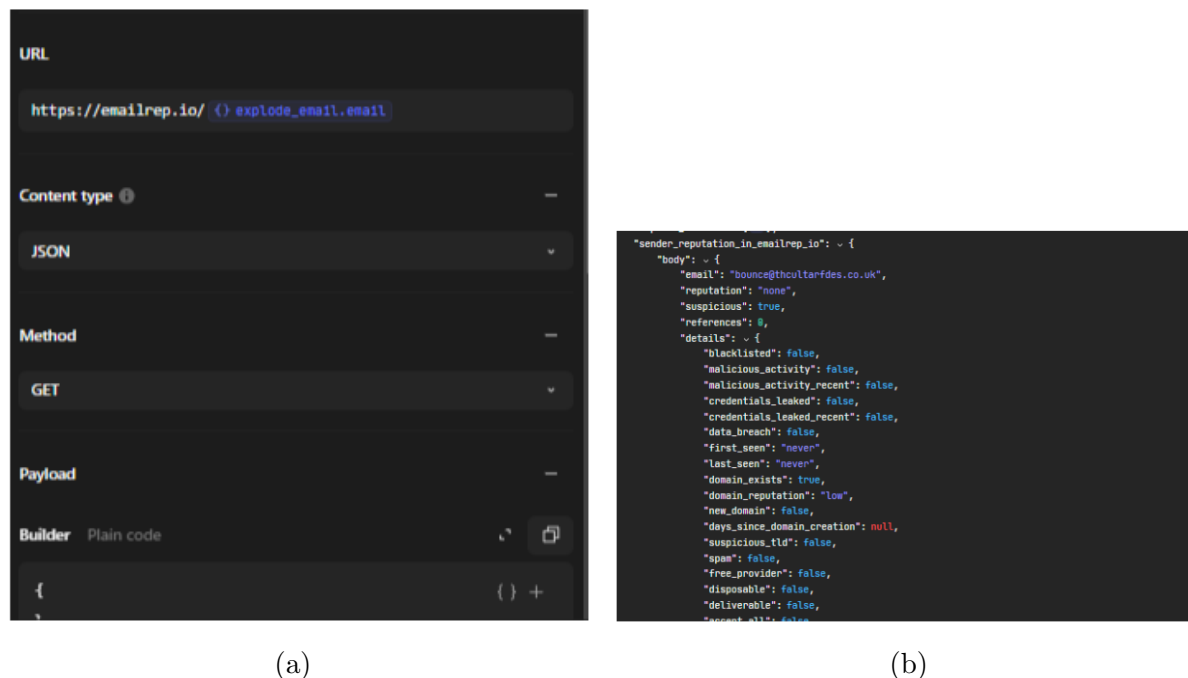 URL
https://emailrep.io/ {} explode_email.email
Content type
JSON
Method
GET
Payload
Builder Plain code
{
{ } +
(a)
"sender_reputation_in_emailrep_io": {
"body": {
"email": "bounce@thcultarfdes.co.uk",
"reputation": "none",
"suspicious": true,
"references": 0,
"details": {
"blacklisted": false,
"malicious_activity": false,
"malicious_activity_recent": false,
"credentials_leaked": false,
"credentials_leaked_recent": false,
"data_breach": false,
"first_seen": "never",
"last_seen": "never",
"domain_exists": true,
"domain_reputation": "low",
"new_domain": false,
"days_since_domain_creation": null,
"suspicious_tld": false,
"spam": false,
"free_provider": false,
"disposable": false,
"deliverable": false,
(b)